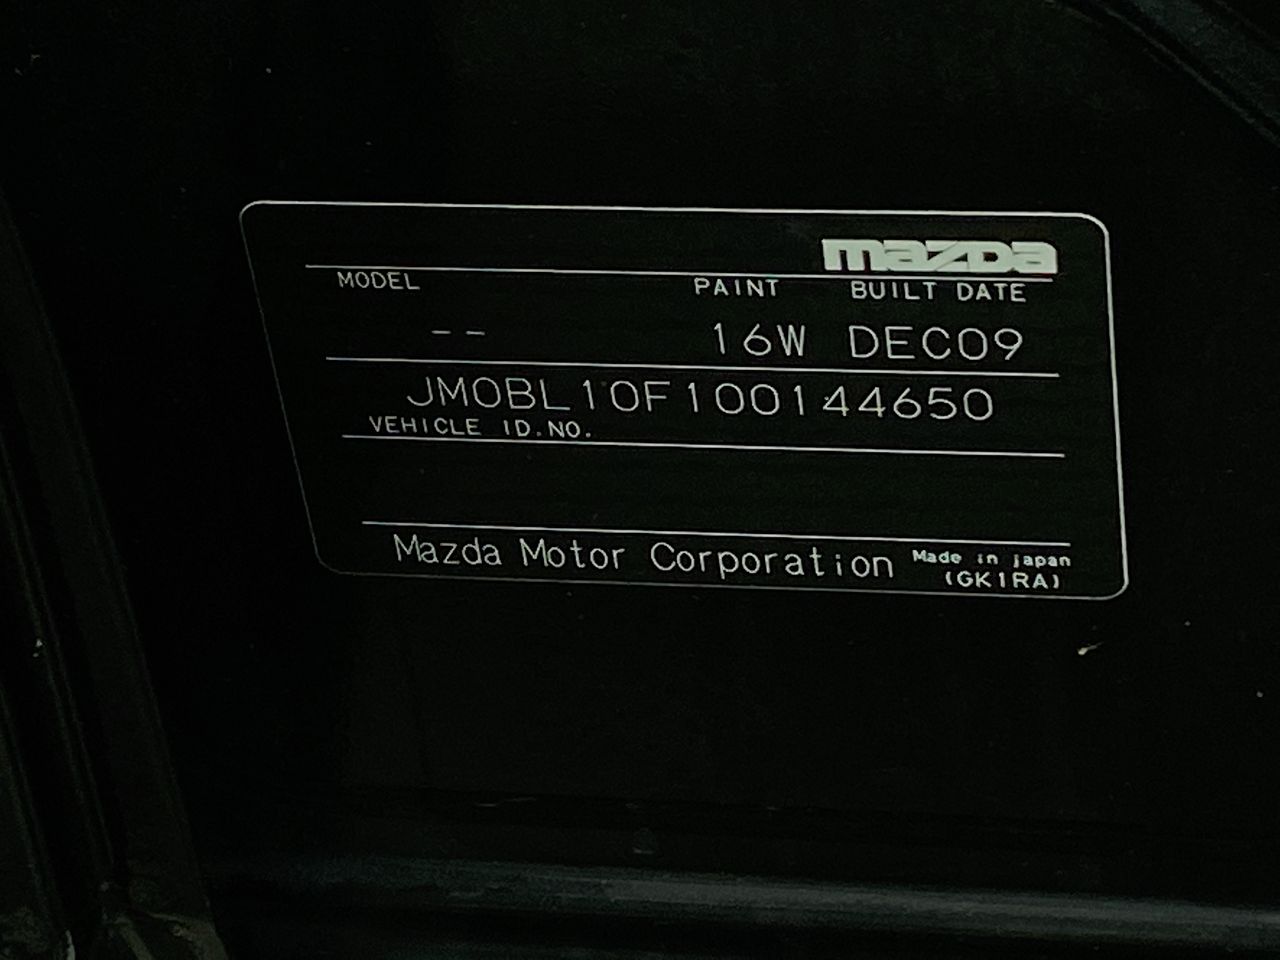 mazda
MODEL PAINT BUILT DATE
-- 16W DEC09
JM0BL10F100144650
VEHICLE ID.NO.
Mazda Motor Corporation Made in Japan
(GK1RA)